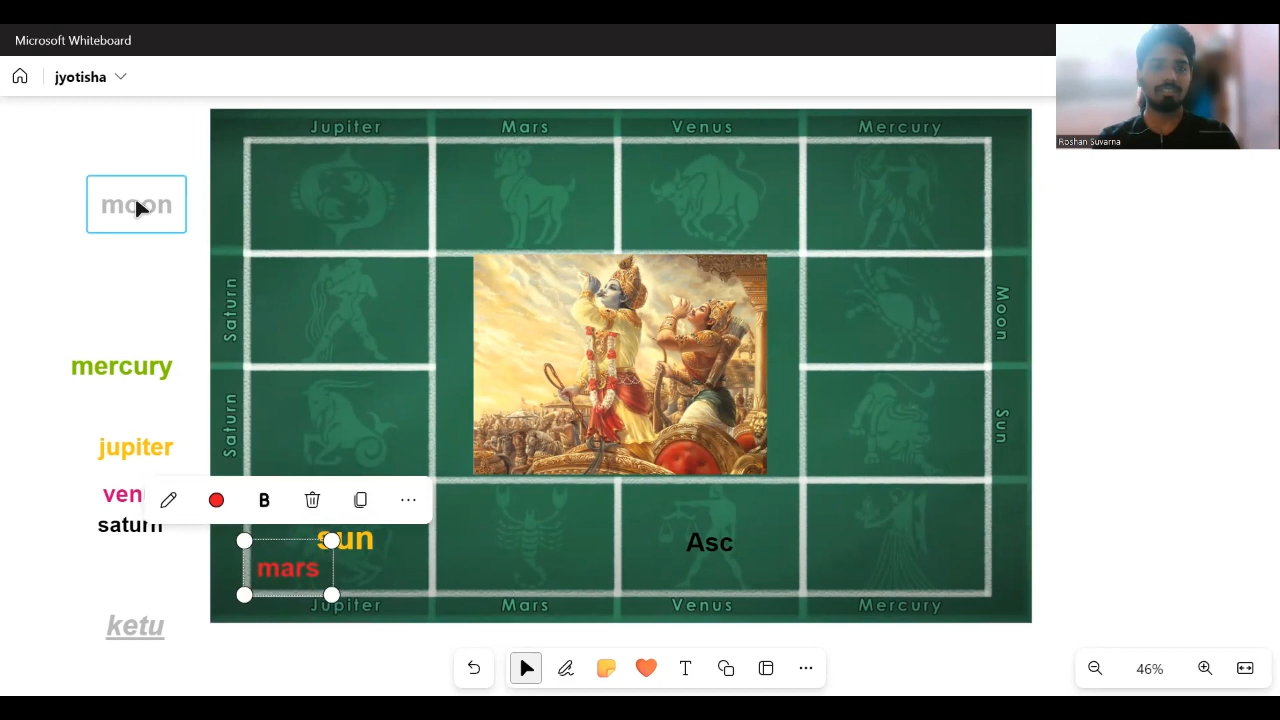 Microsoft Whiteboard
jyotisha
Roshan Suvarna
Jupiter
Mars
Venus
Mercury
moon
Saturn
Moon
mercury
Saturn
Sun
jupiter
ven
B
saturn
sun
Asc
mars
Jupiter
Mars
Venus
Mercury
ketu
46%